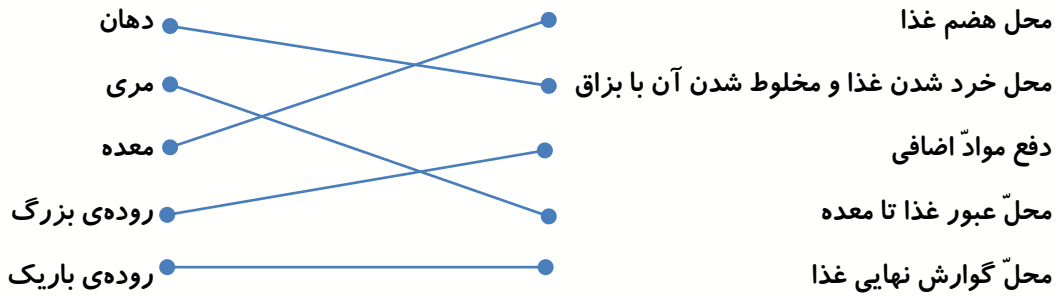 محل هضم غذا دهان
محل خرد شدن غذا و مخلوط شدن آن با بزاق مری
دفع موادّ اضافی معده
محلّ عبور غذا تا معده روده‌ی بزرگ
محلّ گوارش نهایی غذا روده‌ی باریک